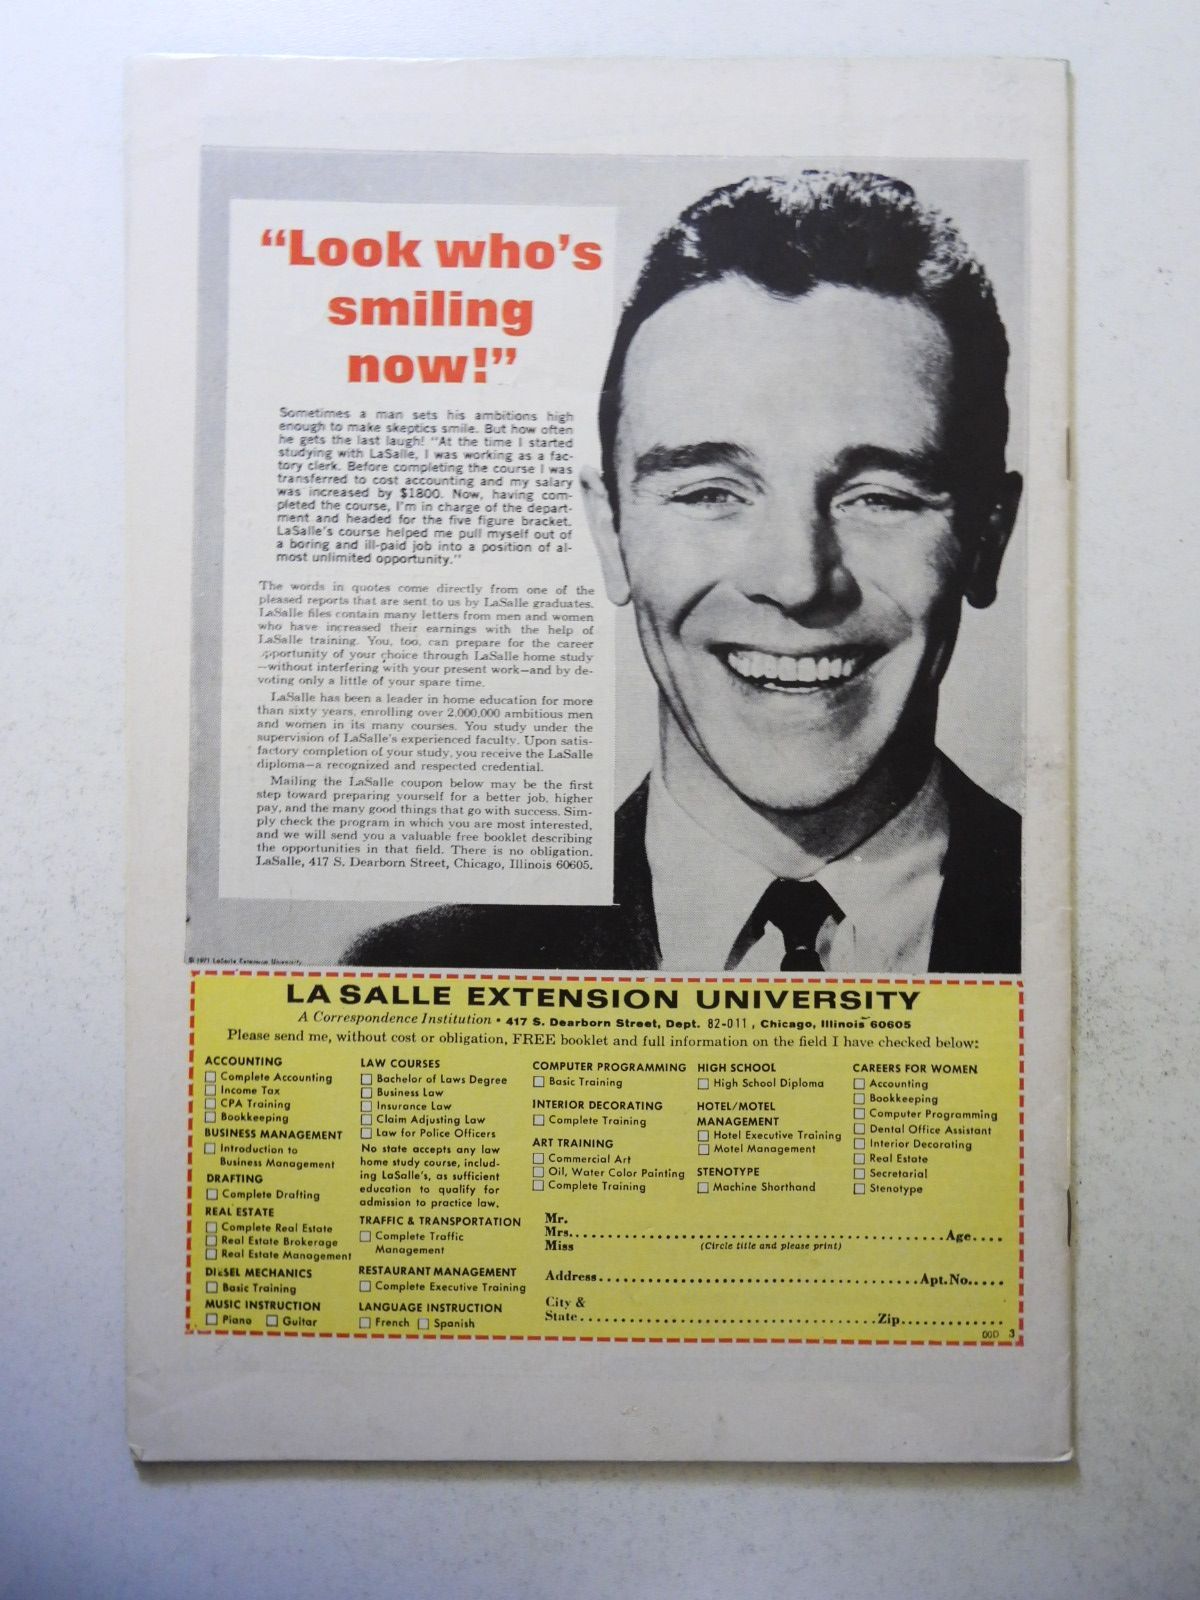 “Look who’s
smiling
now!”
Sometimes a man sets his ambitions high
enough to make skeptics smile. But how often
he gets the last laugh! “At the time I started
studying with LaSalle, I was working as a fac-
tory clerk. Before completing the course I was
transferred to cost accounting and my salary
was increased by $1800. Now, having com-
pleted the course, I’m in charge of the depart-
ment and headed for the five figure bracket.
LaSalle’s course helped me pull myself out of
a boring and ill-paid job into a position of al-
most unlimited opportunity.”
The words in quotes come directly from one of the
pleased reports that are sent to us by LaSalle graduates.
LaSalle files contain many letters from men and women
who have increased their earnings with the help of
LaSalle training. You, too, can prepare for the career
opportunity of your choice through LaSalle home study
—without interfering with your present work—and by de-
voting only a little of your spare time.
LaSalle has been a leader in home education for more
than sixty years, enrolling over 2,000,000 ambitious men
and women in its many courses. You study under the
supervision of LaSalle’s experienced faculty. Upon satis-
factory completion of your study, you receive the LaSalle
diploma—a recognized and respected credential.
Mailing the LaSalle coupon below may be the first
step toward preparing yourself for a better job, higher
pay, and the many good things that go with success. Sim-
ply check the program in which you are most interested,
and we will send you a valuable free booklet describing
the opportunities in that field. There is no obligation.
LaSalle, 417 S. Dearborn Street, Chicago, Illinois 60605.
© 1971 LaSalle Extension University
LA SALLE EXTENSION UNIVERSITY
A Correspondence Institution • 417 S. Dearborn Street, Dept. 82-011, Chicago, Illinois 60605
Please send me, without cost or obligation, FREE booklet and full information on the field I have checked below:
ACCOUNTING
Complete Accounting
Income Tax
CPA Training
Bookkeeping
BUSINESS MANAGEMENT
Introduction to
Business Management
DRAFTING
Complete Drafting
REAL ESTATE
Complete Real Estate
Real Estate Brokerage
Real Estate Management
DIESEL MECHANICS
Basic Training
MUSIC INSTRUCTION
Piano Guitar
LAW COURSES
Bachelor of Laws Degree
Business Law
Insurance Law
Claim Adjusting Law
Law for Police Officers
No state accepts any law
home study course, includ-
ing LaSalle’s, as sufficient
education to qualify for
admission to practice law.
TRAFFIC & TRANSPORTATION
Complete Traffic
Management
RESTAURANT MANAGEMENT
Complete Executive Training
LANGUAGE INSTRUCTION
French Spanish
COMPUTER PROGRAMMING
Basic Training
INTERIOR DECORATING
Complete Training
ART TRAINING
Commercial Art
Oil, Water Color Painting
Complete Training
HIGH SCHOOL
High School Diploma
HOTEL/MOTEL
MANAGEMENT
Hotel Executive Training
Motel Management
STENOTYPE
Machine Shorthand
CAREERS FOR WOMEN
Accounting
Bookkeeping
Computer Programming
Dental Office Assistant
Interior Decorating
Real Estate
Secretarial
Stenotype
Mr.
Mrs. Age
Miss (Circle title and please print)
Address Apt.No.
City &
State Zip
00D 3